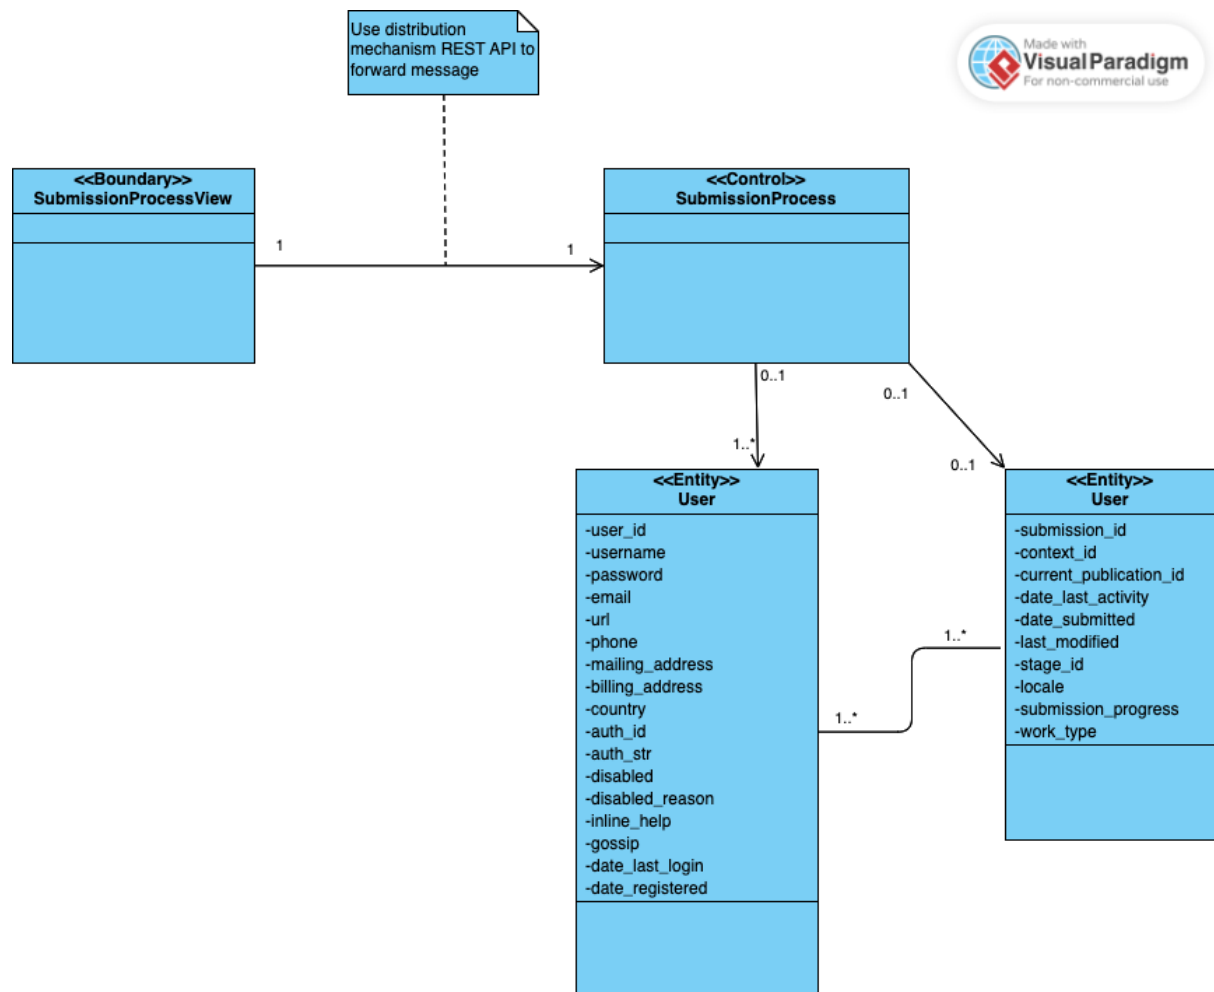 Use distribution
mechanism REST API to
forward message
Made with
VisualParadigm
For non-commercial use
<<Boundary>>
SubmissionProcessView
<<Control>>
SubmissionProcess
1
1
0..1
0..1
1..*
0..1
<<Entity>>
User
-user_id
-username
-password
-email
-url
-phone
-mailing_address
-billing_address
-country
-auth_id
-auth_str
-disabled
-disabled_reason
-inline_help
-gossip
-date_last_login
-date_registered
<<Entity>>
User
-submission_id
-context_id
-current_publication_id
-date_last_activity
-date_submitted
-last_modified
-stage_id
-locale
-submission_progress
-work_type
1..*
1..*